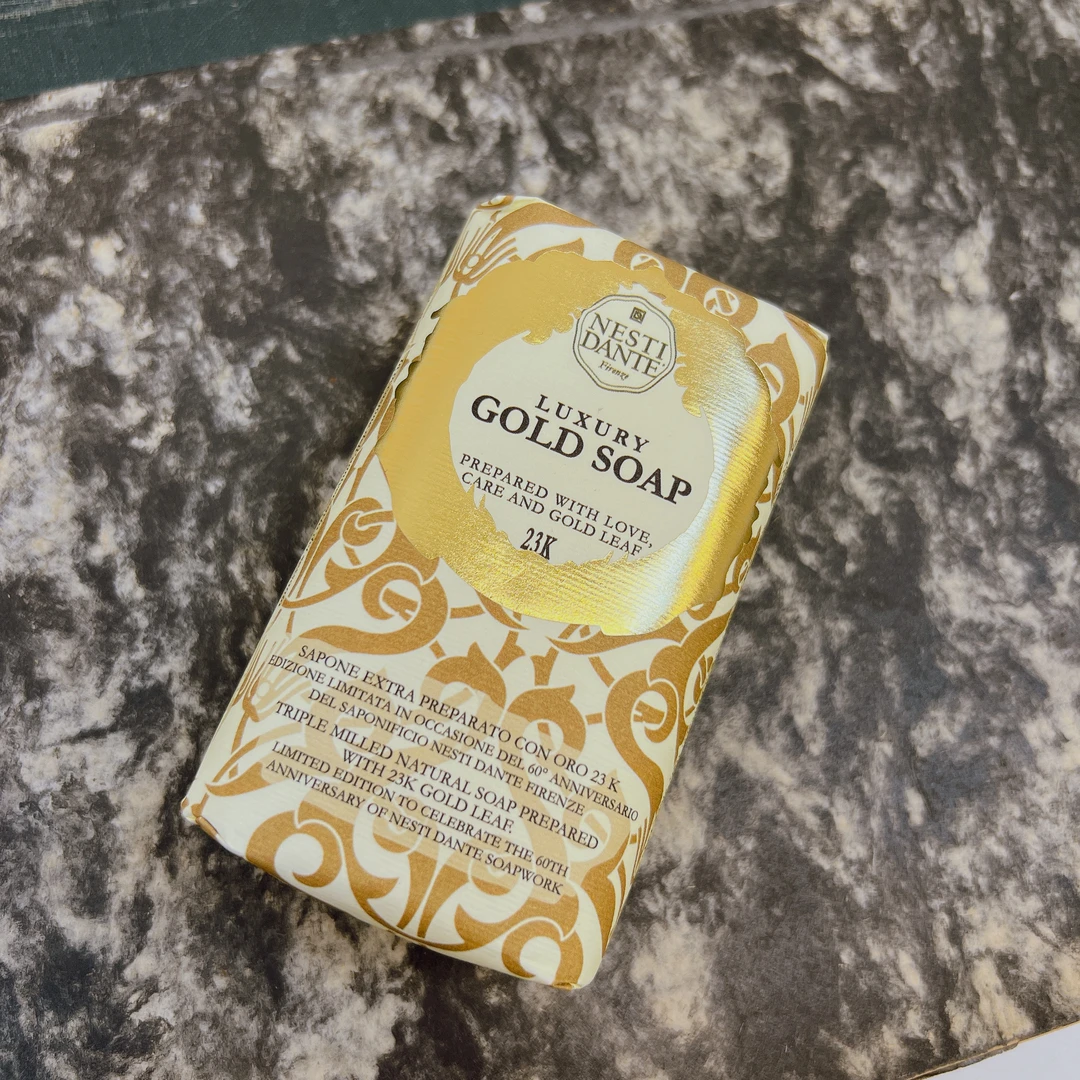 NESTI
DANTE
Firenze
LUXURY
GOLD SOAP
PREPARED WITH LOVE,
CARE AND GOLD LEAF
23K
SAPONE EXTRA PREPARATO CON ORO 23 K
EDIZIONE LIMITATA IN OCCASIONE DEL 60° ANNIVERSARIO
DEL SAPONIFICIO NESTI DANTE FIRENZE
TRIPLE MILLED NATURAL SOAP PREPARED
WITH 23K GOLD LEAF.
LIMITED EDITION TO CELEBRATE THE 60TH
ANNIVERSARY OF NESTI DANTE SOAPWORK